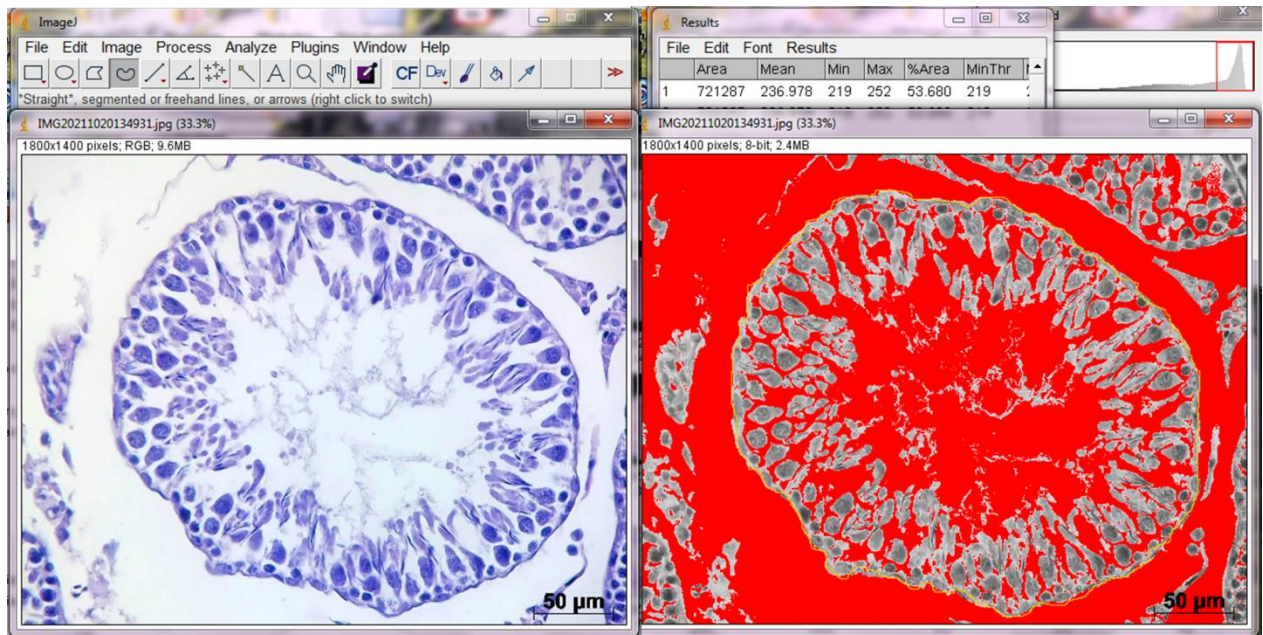 ImageJ
File Edit Image Process Analyze Plugins Window Help
A CF Dev >>
*Straight*, segmented or freehand lines, or arrows (right click to switch)
Results
File Edit Font Results
Area Mean Min Max %Area MinThr
1 721287 236.978 219 252 53.680 219
IMG20211020134931.jpg (33.3%)
1800x1400 pixels; RGB; 9.6MB
50 µm
IMG20211020134931.jpg (33.3%)
1800x1400 pixels; 8-bit; 2.4MB
50 µm